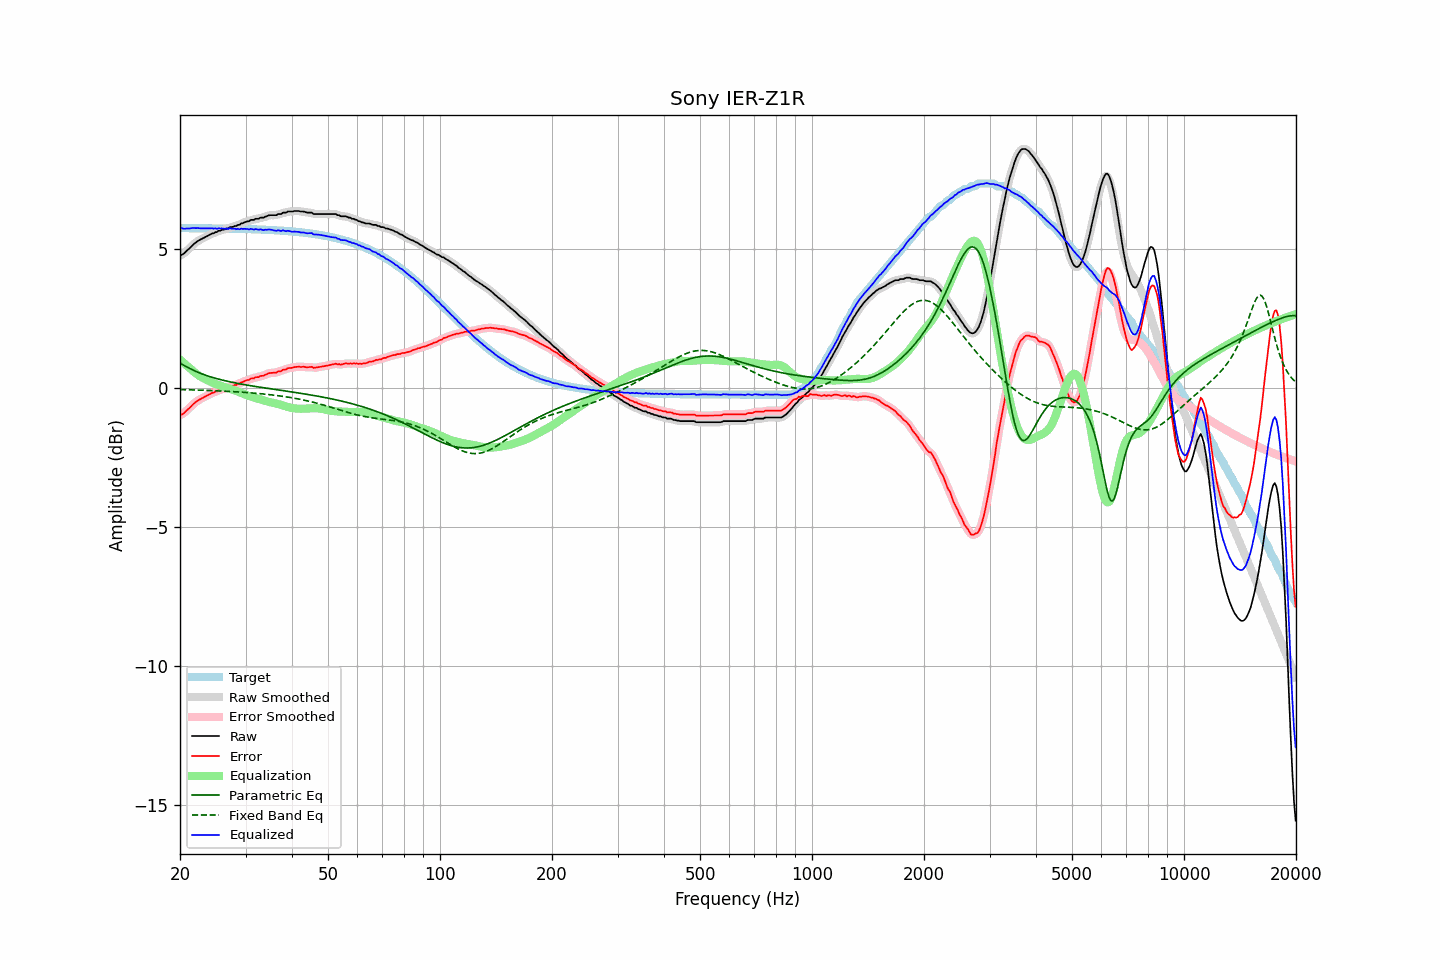 Sony IER-Z1R
Amplitude (dBr)
5
0
−5
−10
−15
Target
Raw Smoothed
Error Smoothed
Raw
Error
Equalization
Parametric Eq
Fixed Band Eq
Equalized
20 50 100 200 500 1000 2000 5000 10000 20000
Frequency (Hz)